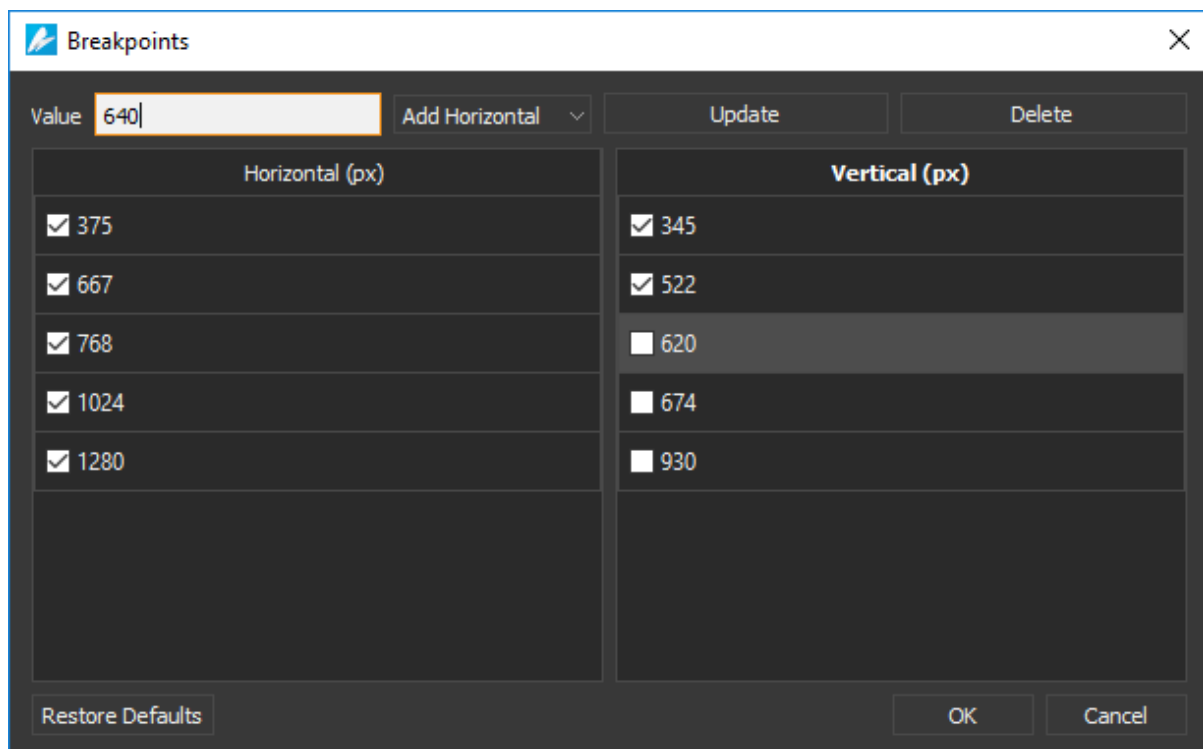 Breakpoints
Value 640 Add Horizontal Update Delete
Horizontal (px) Vertical (px)
375 345
667 522
768 620
1024 674
1280 930
Restore Defaults OK Cancel